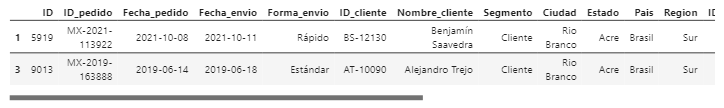 ID ID_pedido Fecha_pedido Fecha_envio Forma_envio ID_cliente Nombre_cliente Segmento Ciudad Estado Pais Region ID
1 5919 MX-2021-113922 2021-10-08 2021-10-11 Rápido BS-12130 Benjamín Saavedra Cliente Rio Branco Acre Brasil Sur
3 9013 MX-2019-163888 2019-06-14 2019-06-18 Estándar AT-10090 Alejandro Trejo Cliente Rio Branco Acre Brasil Sur